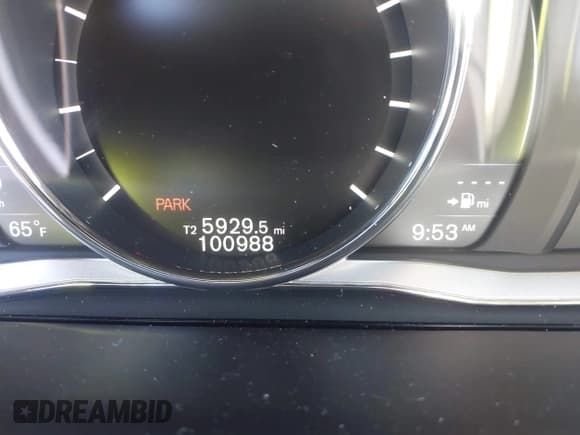 PARK
T2 5929.5 mi
100988
65°F
---- 
mi
9:53 AM
DREAMBID